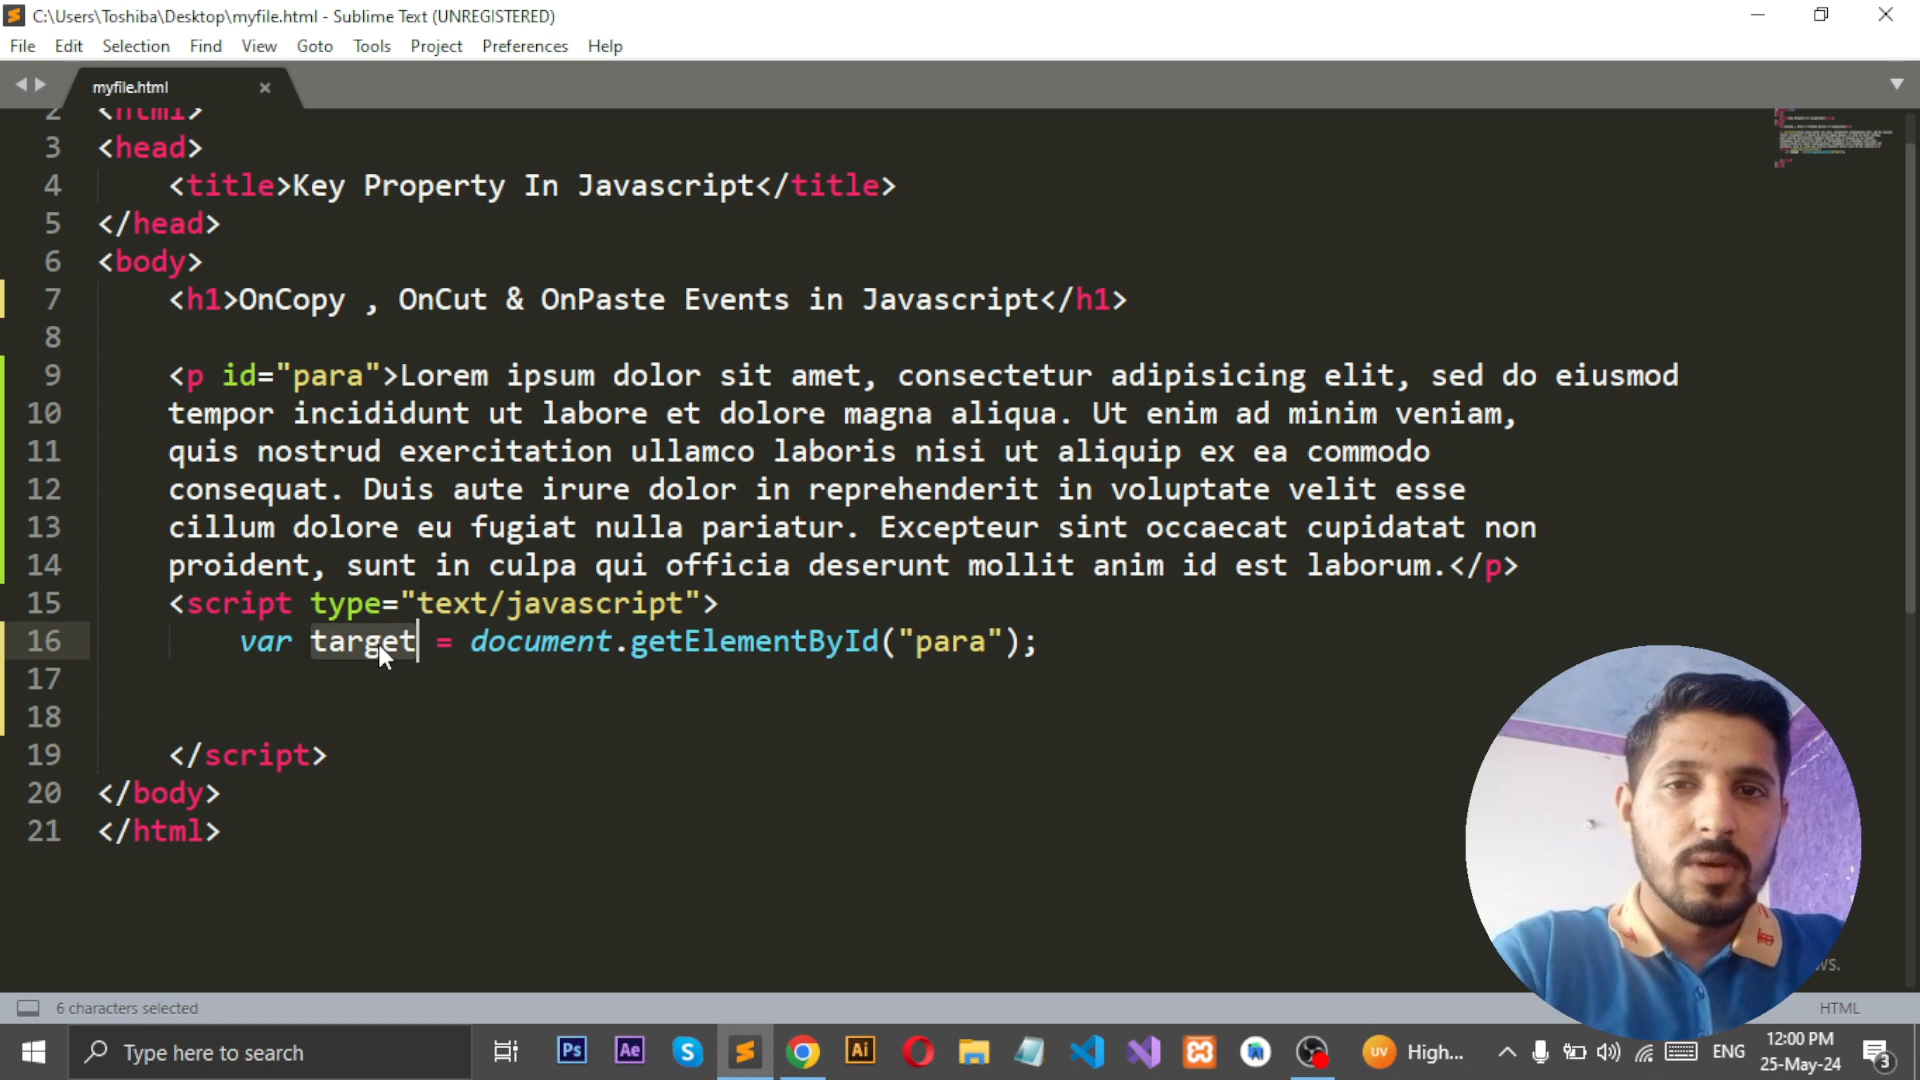 C:\Users\Toshiba\Desktop\myfile.html - Sublime Text (UNREGISTERED)
File Edit Selection Find View Goto Tools Project Preferences Help
myfile.html
2 <html>
3 <head>
4 <title>Key Property In Javascript</title>
5 </head>
6 <body>
7 <h1>OnCopy , OnCut & OnPaste Events in Javascript</h1>
8
9 <p id="para">Lorem ipsum dolor sit amet, consectetur adipisicing elit, sed do eiusmod
10 tempor incididunt ut labore et dolore magna aliqua. Ut enim ad minim veniam,
11 quis nostrud exercitation ullamco laboris nisi ut aliquip ex ea commodo
12 consequat. Duis aute irure dolor in reprehenderit in voluptate velit esse
13 cillum dolore eu fugiat nulla pariatur. Excepteur sint occaecat cupidatat non
14 proident, sunt in culpa qui officia deserunt mollit anim id est laborum.</p>
15 <script type="text/javascript">
16 var target = document.getElementById("para");
17
18
19 </script>
20 </body>
21 </html>
ws.
6 characters selected HTML
Type here to search Ps Ae S Ai UV High... ENG 12:00 PM
25-May-24 3